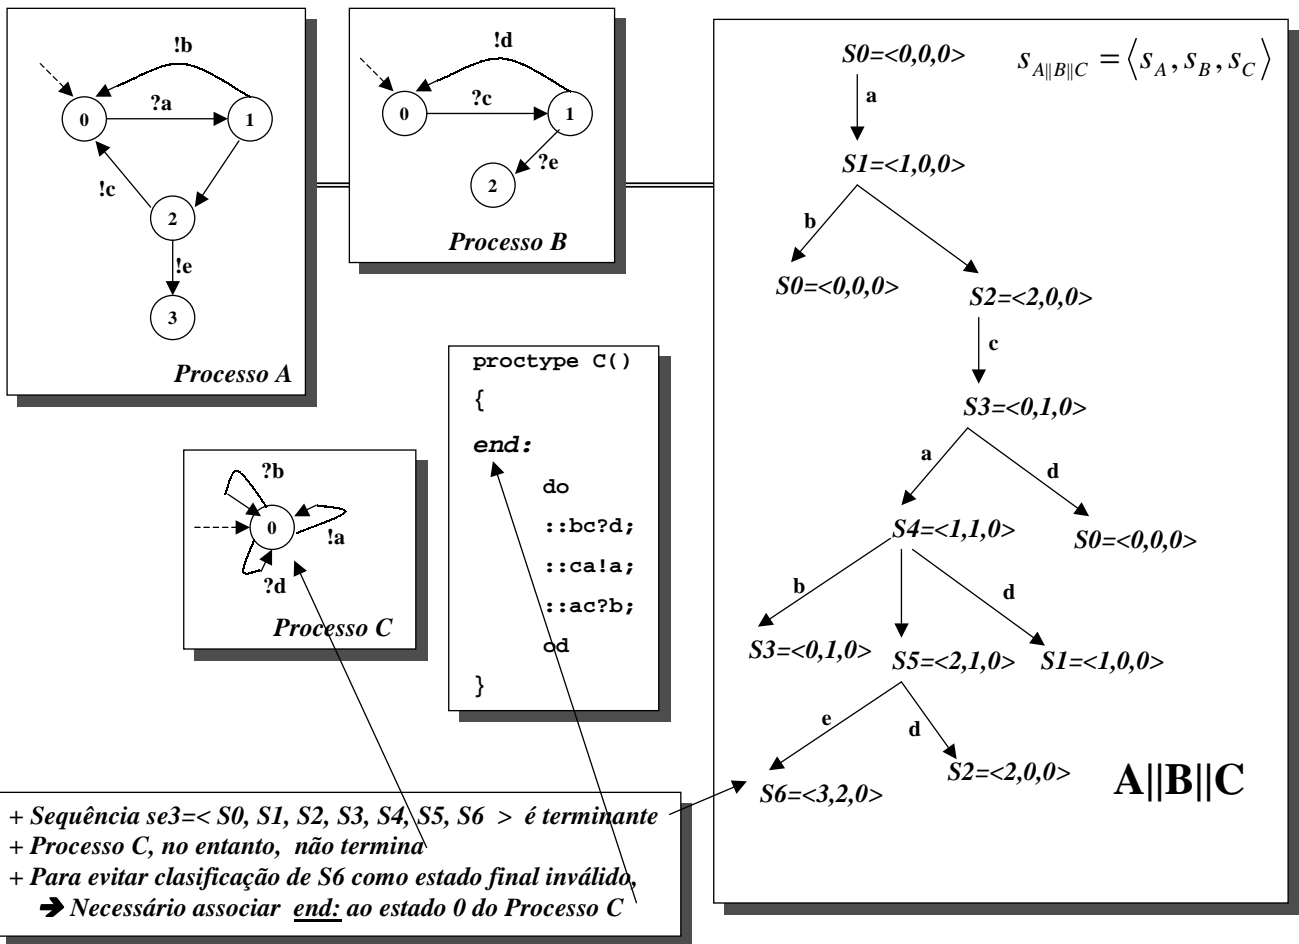 !b
?a
0
1
!c
2
!e
3
Processo A
!d
?c
0
1
?e
2
Processo B
?b
0
!a
?d
Processo C
proctype C()
{
end:
do
::bc?d;
::ca!a;
::ac?b;
od
}
S0=<0,0,0>
s_{A||B||C} = ⟨s_A, s_B, s_C⟩
a
S1=<1,0,0>
b
S0=<0,0,0>
S2=<2,0,0>
c
S3=<0,1,0>
a
d
S4=<1,1,0>
S0=<0,0,0>
b
d
S3=<0,1,0>
S5=<2,1,0>
S1=<1,0,0>
e
d
S6=<3,2,0>
S2=<2,0,0>
A||B||C
+ Sequência se3=< S0, S1, S2, S3, S4, S5, S6 > é terminante
+ Processo C, no entanto, não termina
+ Para evitar clasificação de S6 como estado final inválido,
➔ Necessário associar end: ao estado 0 do Processo C